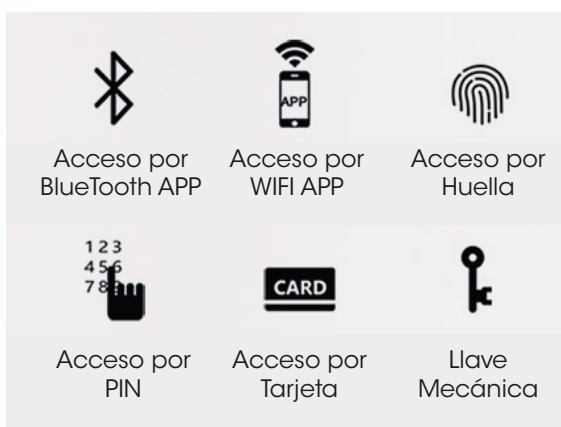 APP
Acceso por
BlueTooth APP
Acceso por
WIFI APP
Acceso por
Huella
1 2 3
4 5 6
7 8
CARD
Acceso por
PIN
Acceso por
Tarjeta
Llave
Mecánica